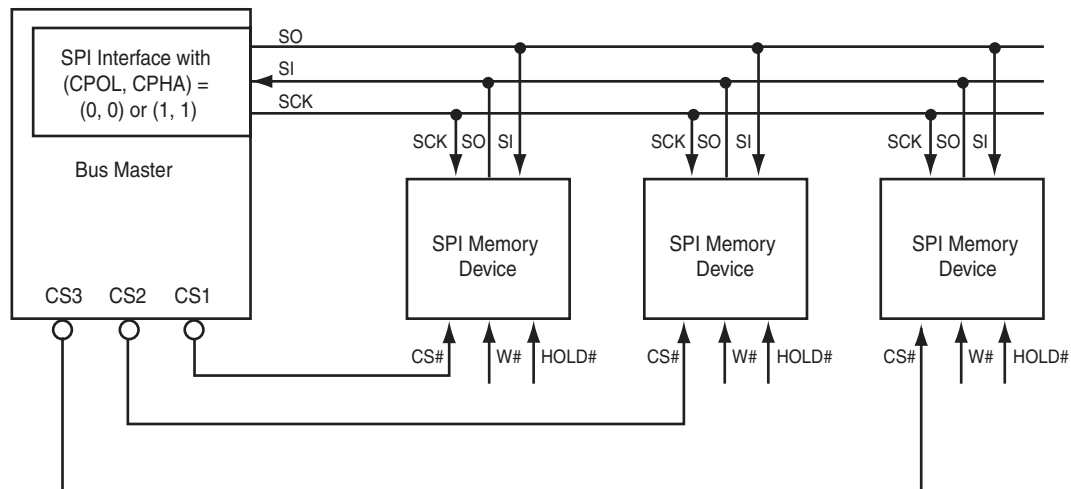 SO
SPI Interface with
(CPOL, CPHA) =
(0, 0) or (1, 1)
SI
SCK
Bus Master
SCK SO SI
SCK SO SI
SCK SO SI
SPI Memory
Device
SPI Memory
Device
SPI Memory
Device
CS3 CS2 CS1
CS# W# HOLD#
CS# W# HOLD#
CS# W# HOLD#